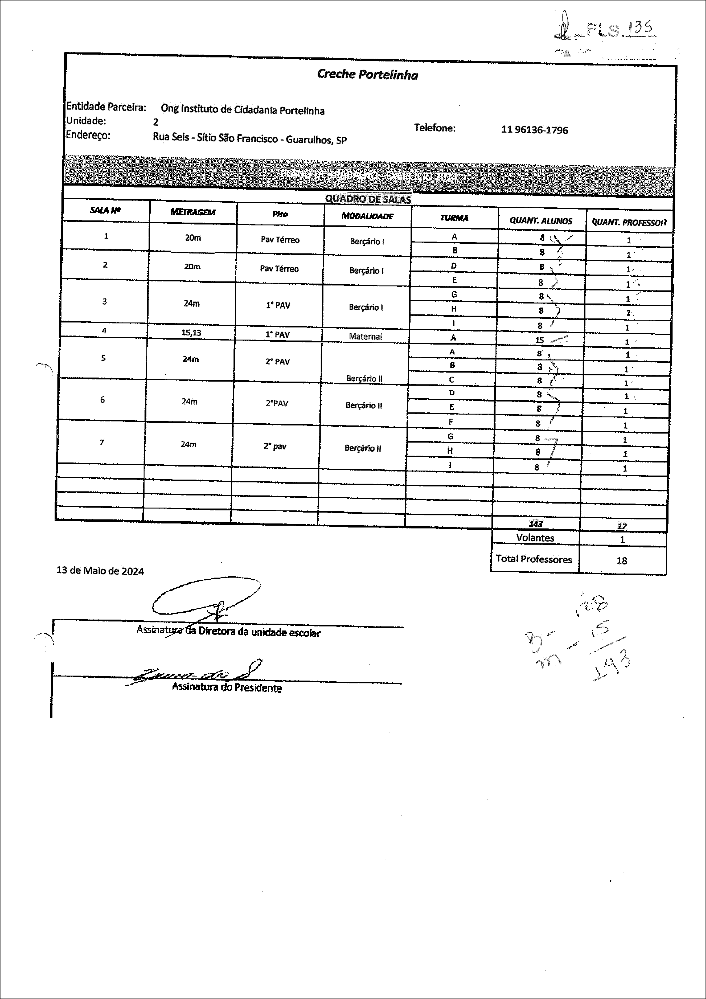 FLS. 135
Creche Portelinha
Entidade Parceira: Ong Instituto de Cidadania Portelinha
Unidade: 2
Telefone: 11 96136-1796
Endereço: Rua Seis - Sítio São Francisco - Guarulhos, SP
PLANO DE TRABALHO - EXERCÍCIO 2024
QUADRO DE SALAS
SALA Nº METRAGEM Piso MODALIDADE TURMA QUANT. ALUNOS QUANT. PROFESSOR
1 20m Pav Térreo Berçário I A 8 1
B 8 1
2 20m Pav Térreo Berçário I D 8 1
E 8 1
3 24m 1° PAV Berçário I G 8 1
H 8 1
I 8 1
4 15,13 1° PAV Maternal A 15 1
5 24m 2° PAV Berçário II A 8 1
B 8 1
C 8 1
6 24m 2°PAV Berçário II D 8 1
E 8 1
F 8 1
7 24m 2° pav Berçário II G 8 1
H 8 1
I 8 1
143 17
Volantes 1
Total Professores 18
13 de Maio de 2024
Assinatura da Diretora da unidade escolar
Assinatura do Presidente
B - 128
m - 15
143